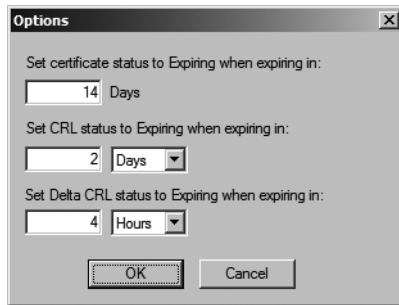 Options
Set certificate status to Expiring when expiring in:
14 Days
Set CRL status to Expiring when expiring in:
2 Days
Set Delta CRL status to Expiring when expiring in:
4 Hours
OK Cancel